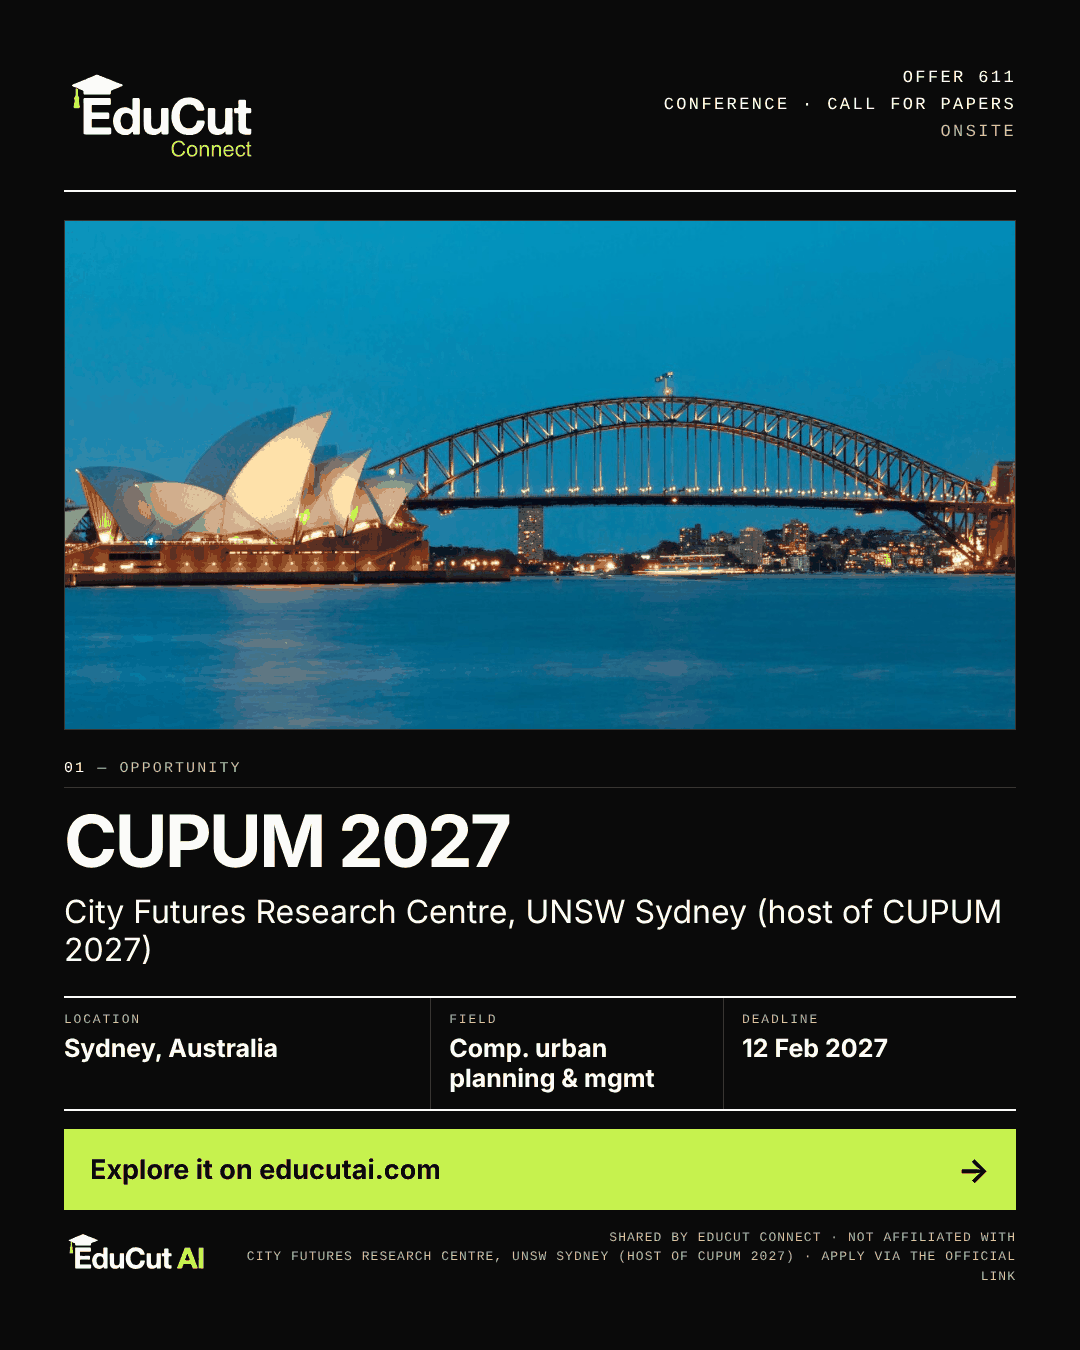 EduCut
Connect
OFFER 611
CONFERENCE · CALL FOR PAPERS
ONSITE
01 — OPPORTUNITY
CUPUM 2027
City Futures Research Centre, UNSW Sydney (host of CUPUM
2027)
LOCATION
Sydney, Australia
FIELD
Comp. urban
planning & mgmt
DEADLINE
12 Feb 2027
Explore it on educutai.com →
EduCut AI
SHARED BY EDUCUT CONNECT · NOT AFFILIATED WITH
CITY FUTURES RESEARCH CENTRE, UNSW SYDNEY (HOST OF CUPUM 2027) · APPLY VIA THE OFFICIAL
LINK